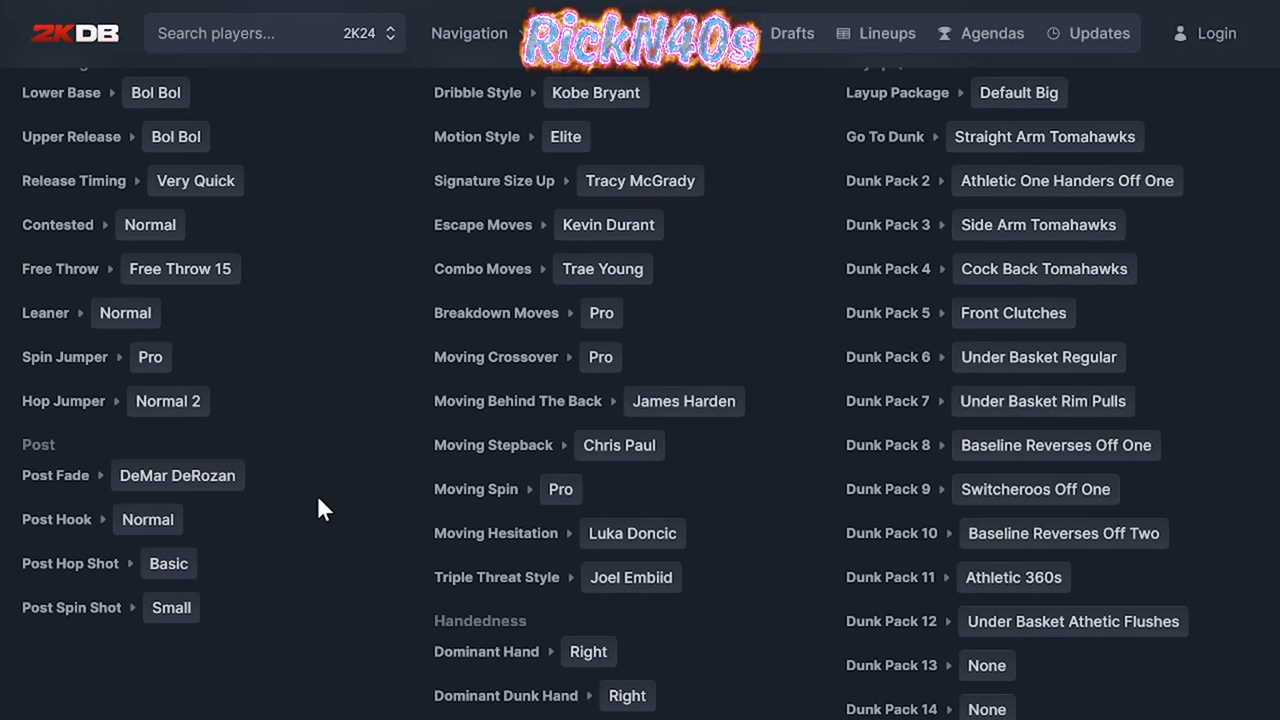 2KDB
Search players...
2K24
Navigation
RickN40s
Drafts
Lineups
Agendas
Updates
Login
Lower Base
Bol Bol
Upper Release
Bol Bol
Release Timing
Very Quick
Contested
Normal
Free Throw
Free Throw 15
Leaner
Normal
Spin Jumper
Pro
Hop Jumper
Normal 2
Post
Post Fade
DeMar DeRozan
Post Hook
Normal
Post Hop Shot
Basic
Post Spin Shot
Small
Dribble Style
Kobe Bryant
Motion Style
Elite
Signature Size Up
Tracy McGrady
Escape Moves
Kevin Durant
Combo Moves
Trae Young
Breakdown Moves
Pro
Moving Crossover
Pro
Moving Behind The Back
James Harden
Moving Stepback
Chris Paul
Moving Spin
Pro
Moving Hesitation
Luka Doncic
Triple Threat Style
Joel Embiid
Handedness
Dominant Hand
Right
Dominant Dunk Hand
Right
Layup Package
Default Big
Go To Dunk
Straight Arm Tomahawks
Dunk Pack 2
Athletic One Handers Off One
Dunk Pack 3
Side Arm Tomahawks
Dunk Pack 4
Cock Back Tomahawks
Dunk Pack 5
Front Clutches
Dunk Pack 6
Under Basket Regular
Dunk Pack 7
Under Basket Rim Pulls
Dunk Pack 8
Baseline Reverses Off One
Dunk Pack 9
Switcheroos Off One
Dunk Pack 10
Baseline Reverses Off Two
Dunk Pack 11
Athletic 360s
Dunk Pack 12
Under Basket Athetic Flushes
Dunk Pack 13
None
Dunk Pack 14
None